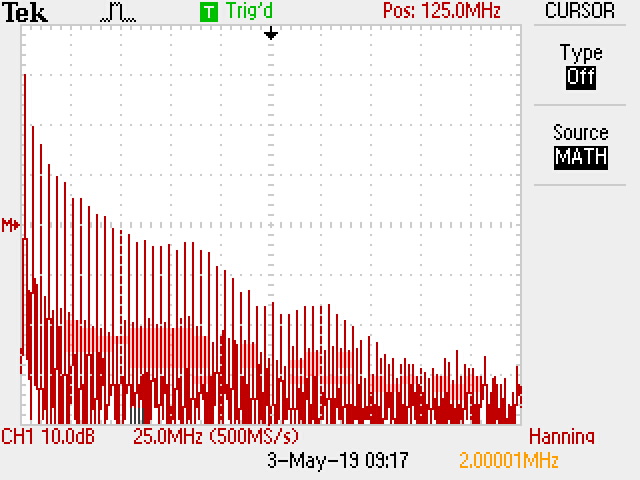 Tek T Trig'd Pos: 125.0MHz CURSOR
Type
Off
Source
MATH
M
CH1 10.0dB 25.0MHz (500MS/s) Hanning
3-May-19 09:17 2.00001MHz